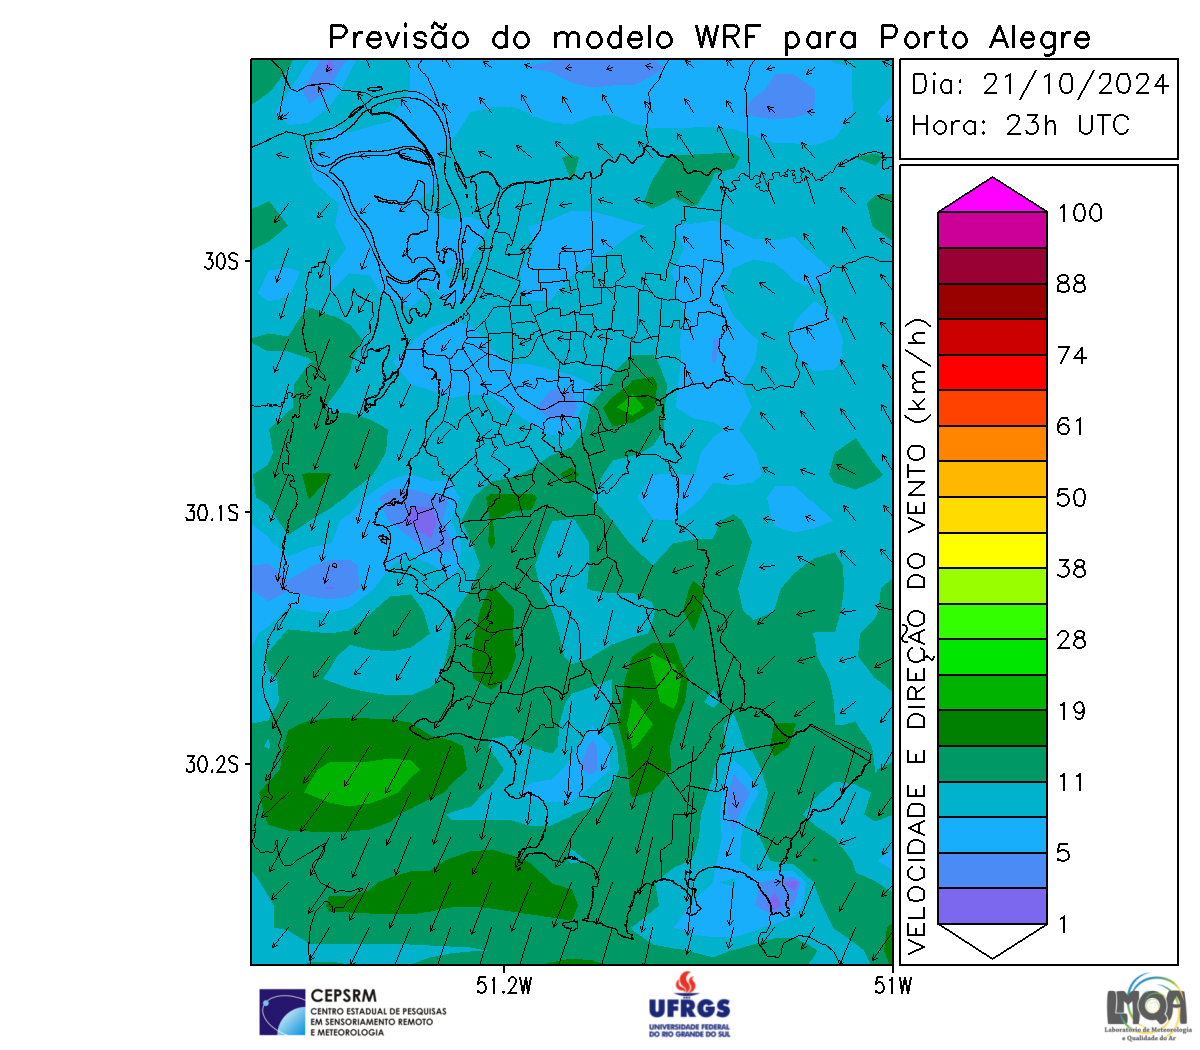 Previsão do modelo WRF para Porto Alegre
Dia: 21/10/2024
Hora: 23h UTC
30S
30.1S
30.2S
51.2W
51W
VELOCIDADE E DIREÇÃO DO VENTO (km/h)
100
88
74
61
50
38
28
19
11
5
1
CEPSRM
CENTRO ESTADUAL DE PESQUISAS
EM SENSORIAMENTO REMOTO
E METEOROLOGIA
UFRGS
UNIVERSIDADE FEDERAL
DO RIO GRANDE DO SUL
LMQA
Laboratório de Meteorologia
e Qualidade do Ar